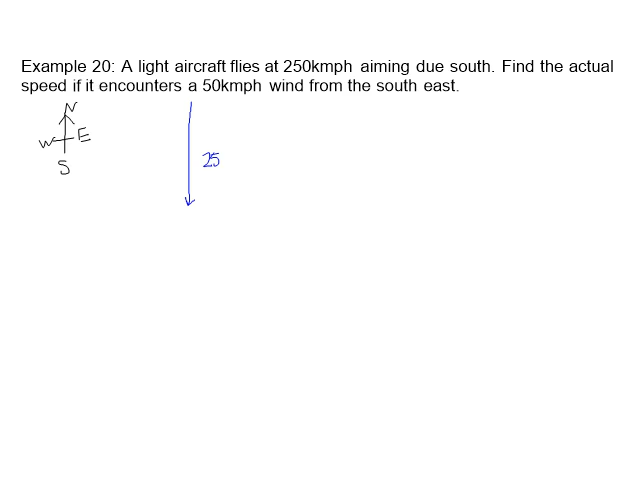 Example 20: A light aircraft flies at 250kmph aiming due south. Find the actual
speed if it encounters a 50kmph wind from the south east.
N
W E
S
25